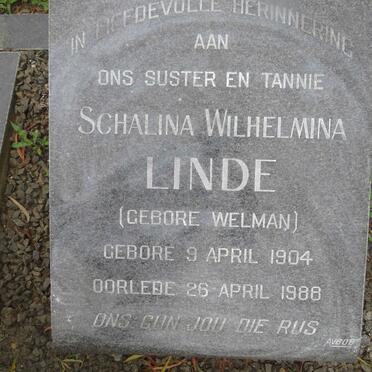 IN LIEFDEVOLLE HERINNERING
AAN
ONS SUSTER EN TANNIE
SCHALINA WILHELMINA
LINDE
(GEBORE WELMAN)
GEBORE 9 APRIL 1904
OORLEDE 26 APRIL 1988
ONS GUN JOU DIE RUS
AVBOB